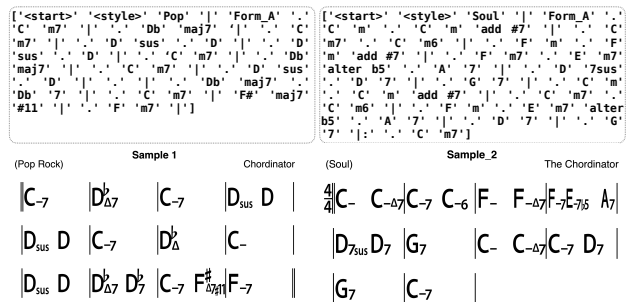 ['<start>' '<style>' 'Pop' '|' 'Form_A' '.'
'C' 'm7' '|' '.' 'Db' 'maj7' '|' '.' 'C'
'm7' '|' '.' 'D' 'sus' '.' 'D' '|' '.' 'D'
'sus' '.' 'D' '|' '.' 'C' 'm7' '|' '.' 'Db'
'maj7' '|' '.' 'C' 'm7' '|' '.' 'D' 'sus'
'.' 'D' '|' '.' '|' '.' 'Db' 'maj7' '.'
'Db' '7' '|' '.' 'C' 'm7' '|' 'F#' 'maj7'
'#11' '|' '.' 'F' 'm7' '|']
['<start>' '<style>' 'Soul' '|' 'Form_A' '.'
'C' 'm' '.' 'C' 'm' 'add #7' '|' '.' 'C'
'm7' '.' 'C' 'm6' '|' '.' 'F' 'm' '.' 'F'
'm' 'add #7' '|' '.' 'F' 'm7' '.' 'E' 'm7'
'alter b5' '.' 'A' '7' '|' '.' 'D' '7sus'
'.' 'D' '7' '|' '.' 'G' '7' '|' '.' 'C' 'm'
'.' 'C' 'm' 'add #7' '|' '.' 'C' 'm7' '.'
'C' 'm6' '|' '.' 'F' 'm' '.' 'E' 'm7' 'alter
b5' '.' 'A' '7' '|' '.' 'D' '7' '|' '.' 'G'
'7' '|:' '.' 'C' 'm7']
Sample 1
(Pop Rock) Chordinator
C-7 D♭Δ7 C-7 Dsus D
Dsus D C-7 D♭Δ C-
Dsus D D♭Δ7 D♭7 C-7 F♯Δ7♯11 F-7
Sample_2
(Soul) The Chordinator
4/4 C- C-Δ7 C-7 C-6 F- F-Δ7 F-7 E-7♭5 A7
D7sus D7 G7 C- C-Δ7 C-7 D7
G7 C-7